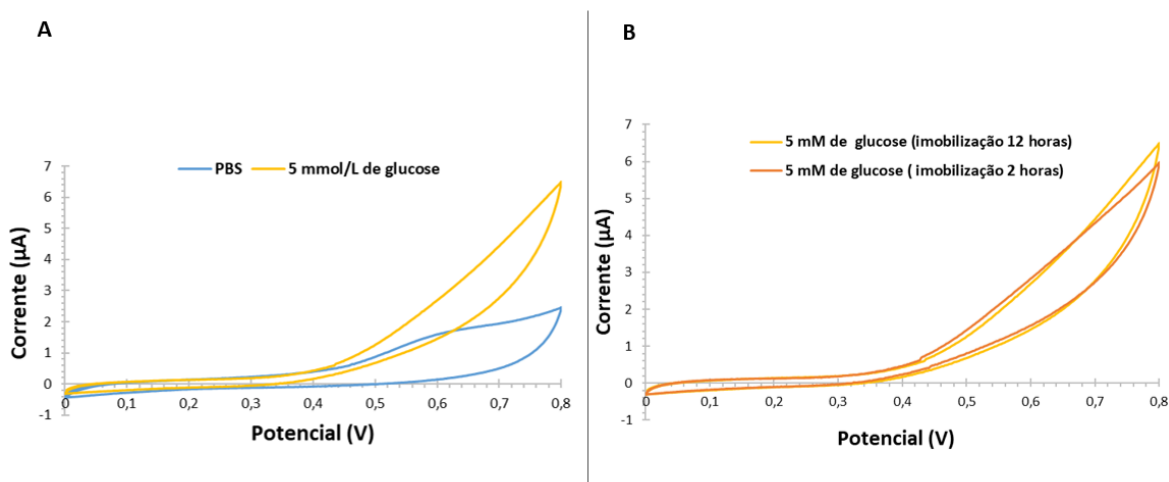 A
PBS 5 mmol/L de glucose
7
6
5
4
3
2
1
0
-1
0 0,1 0,2 0,3 0,4 0,5 0,6 0,7 0,8
Corrente (µA)
Potencial (V)
B
5 mM de glucose (imobilização 12 horas)
5 mM de glucose ( imobilização 2 horas)
7
6
5
4
3
2
1
0
-1
0 0,1 0,2 0,3 0,4 0,5 0,6 0,7 0,8
Corrente (µA)
Potencial (V)